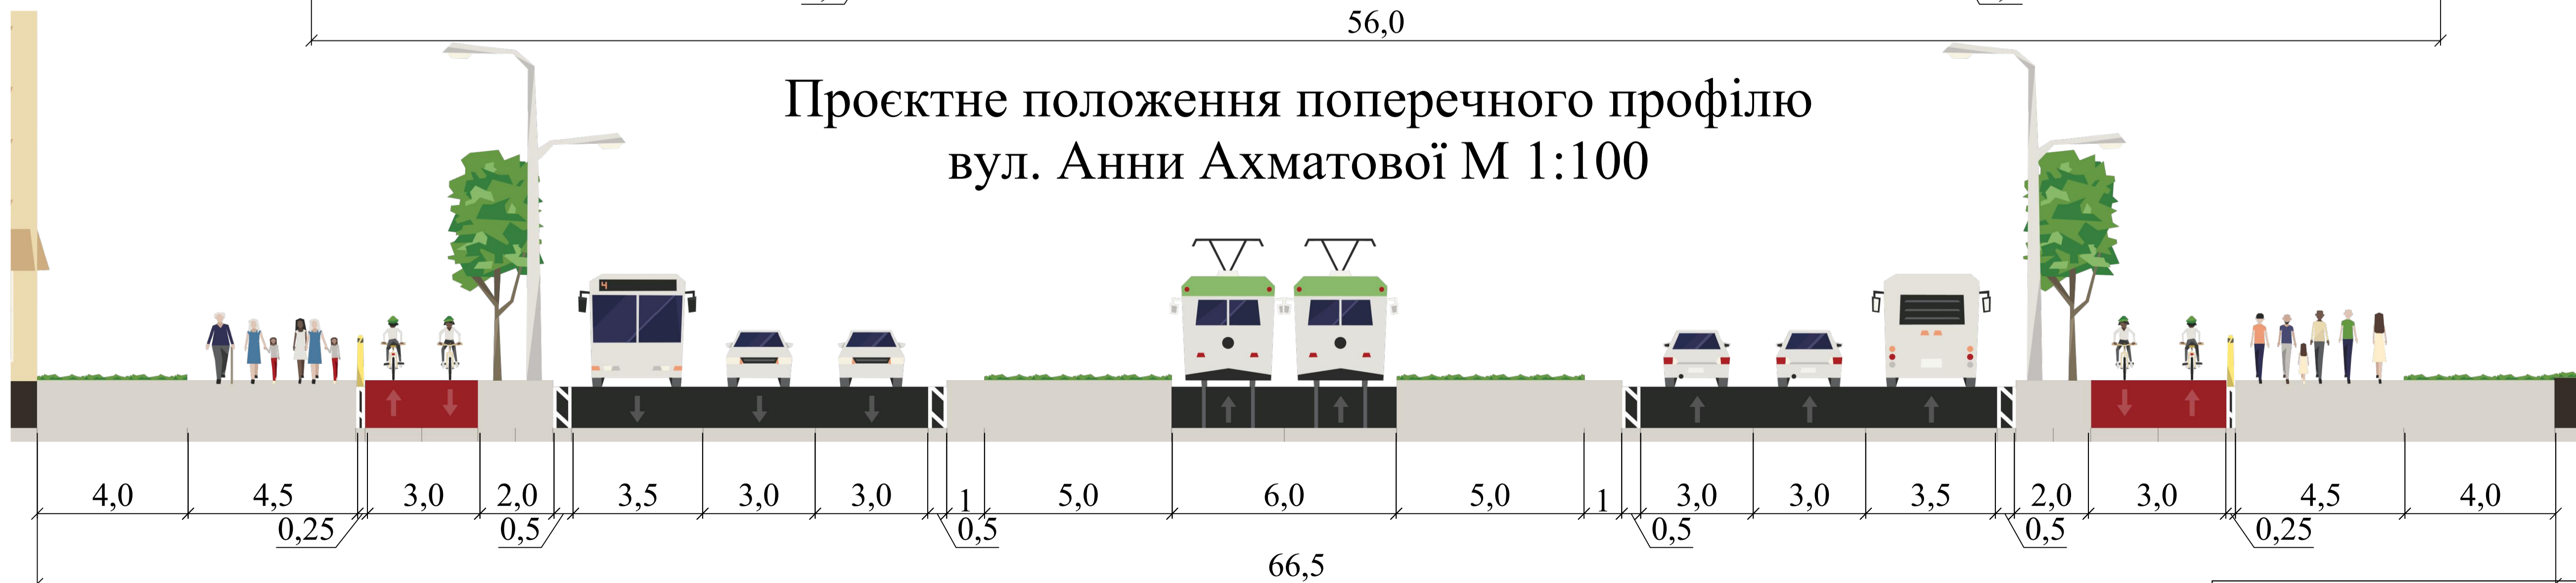 56,0
Проєктне положення поперечного профілю
вул. Анни Ахматової М 1:100
4
4,0 4,5 3,0 2,0 3,5 3,0 3,0 1 5,0 6,0 5,0 1 3,0 3,0 3,5 2,0 3,0 4,5 4,0
0,25 0,5 0,5 0,5 0,5 0,25
66,5